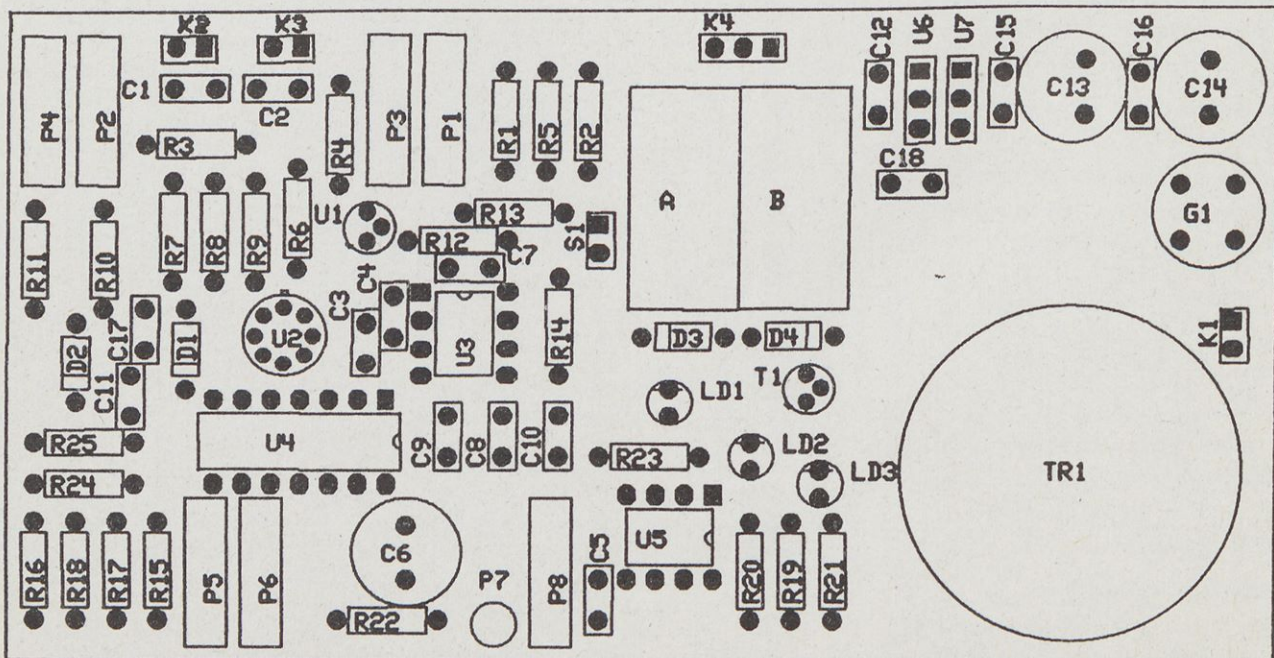 K2
K3
K4
C12
U6
U7
C15
C16
C1
C2
P4
P2
R3
R4
P3
P1
R1
R5
R2
C13
C14
C18
A
B
G1
R11
R10
R7
R8
R9
R6
U1
R13
R12
S1
C7
C4
C3
C17
D1
D2
C11
U2
U3
R14
D3
D4
K1
LD1
T1
R25
U4
C9
C8
C10
R23
LD2
LD3
TR1
R24
R16
R18
R17
R15
P5
P6
C6
R22
P7
P8
C5
U5
R20
R19
R21